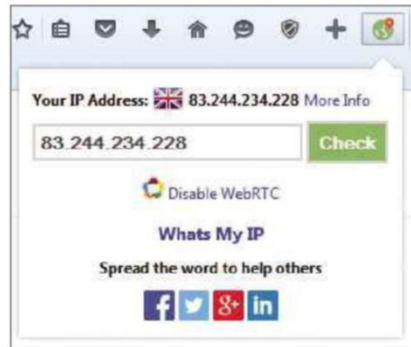 Your IP Address: 83.244.234.228 More Info
83.244.234.228 Check
Disable WebRTC
Whats My IP
Spread the word to help others
f 8+ in